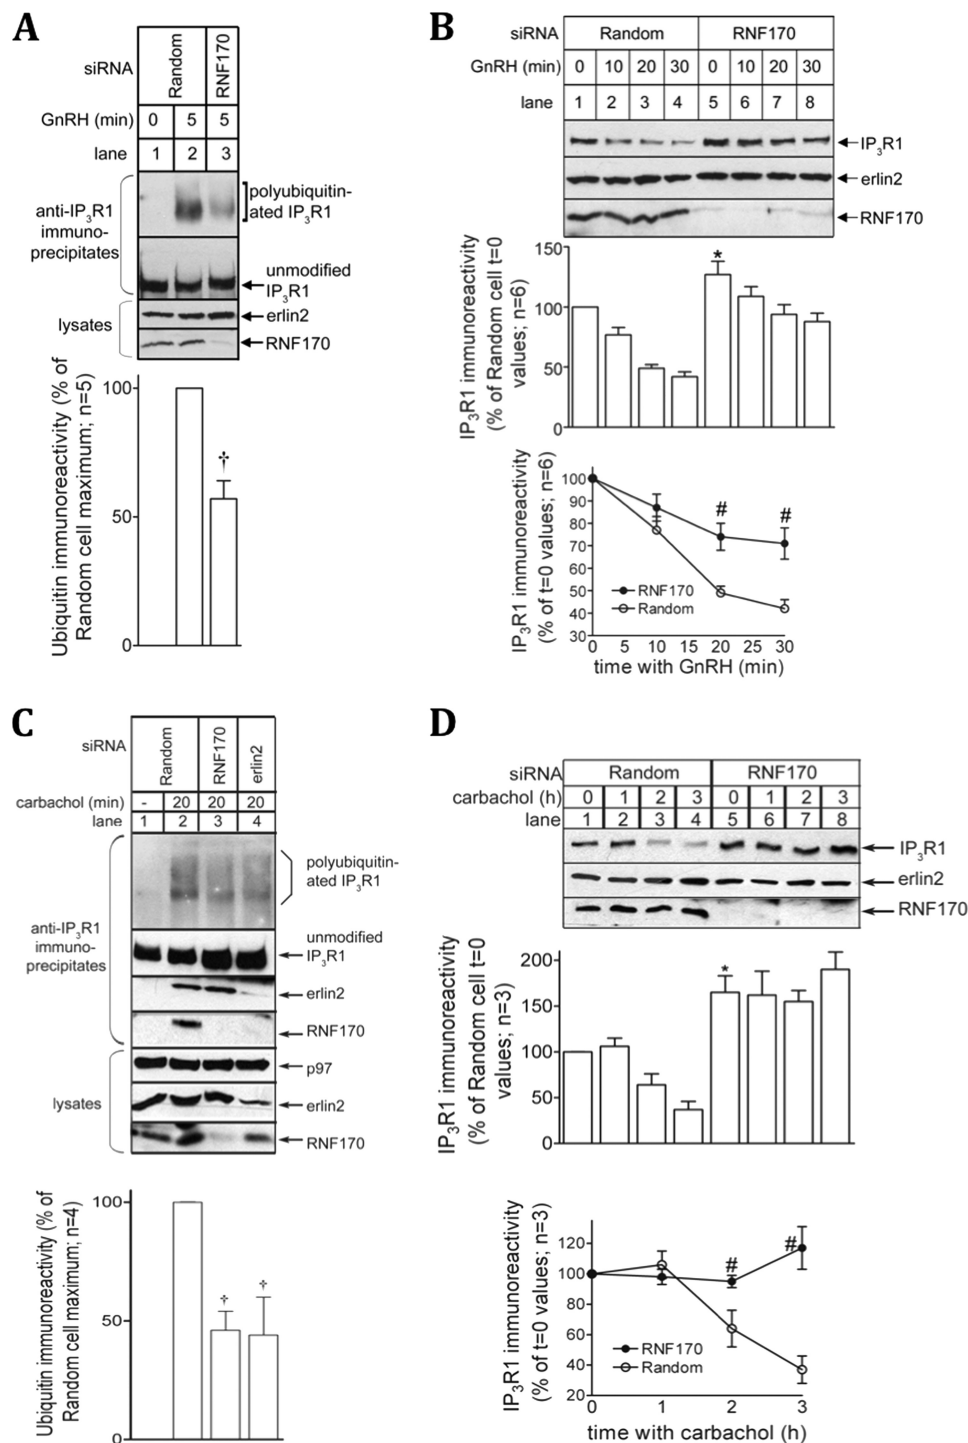 A
siRNA
Random
RNF170
GnRH (min)
0 5 5
lane
1 2 3
anti-IP3R1
immuno-
precipitates
polyubiquitin-
ated IP3R1
unmodified
IP3R1
lysates
erlin2
RNF170
Ubiquitin immunoreactivity (% of
Random cell maximum; n=5)
100
50
0
†
B
siRNA Random RNF170
GnRH (min) 0 10 20 30 0 10 20 30
lane 1 2 3 4 5 6 7 8
IP3R1
erlin2
RNF170
IP3R1 immunoreactivity
(% of Random cell t=0
values; n=6)
150
100
50
0
*
IP3R1 immunoreactivity
(% of t=0 values; n=6)
100
90
80
70
60
50
40
30
# #
RNF170
Random
0 5 10 15 20 25 30
time with GnRH (min)
C
siRNA
Random
RNF170
erlin2
carbachol (min) - 20 20 20
lane 1 2 3 4
anti-IP3R1
immuno-
precipitates
polyubiquitin-
ated IP3R1
unmodified
IP3R1
erlin2
RNF170
lysates
p97
erlin2
RNF170
Ubiquitin immunoreactivity (% of
Random cell maximum; n=4)
100
50
0
† †
D
siRNA Random RNF170
carbachol (h) 0 1 2 3 0 1 2 3
lane 1 2 3 4 5 6 7 8
IP3R1
erlin2
RNF170
IP3R1 immunoreactivity
(% of Random cell t=0
values; n=3)
200
150
100
50
0
*
IP3R1 immunoreactivity
(% of t=0 values; n=3)
120
100
80
60
40
20
# #
RNF170
Random
0 1 2 3
time with carbachol (h)